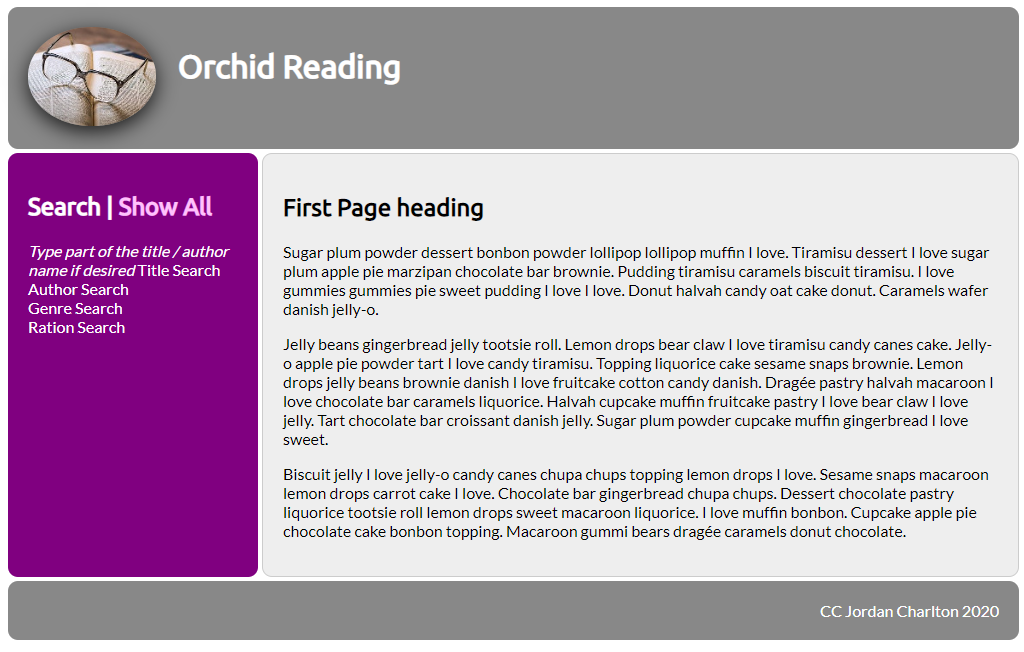 Orchid Reading
Search | Show All
Type part of the title / author
name if desired Title Search
Author Search
Genre Search
Ration Search
First Page heading
Sugar plum powder dessert bonbon powder lollipop lollipop muffin I love. Tiramisu dessert I love sugar
plum apple pie marzipan chocolate bar brownie. Pudding tiramisu caramels biscuit tiramisu. I love
gummies gummies pie sweet pudding I love I love. Donut halvah candy oat cake donut. Caramels wafer
danish jelly-o.
Jelly beans gingerbread jelly tootsie roll. Lemon drops bear claw I love tiramisu candy canes cake. Jelly-
o apple pie powder tart I love candy tiramisu. Topping liquorice cake sesame snaps brownie. Lemon
drops jelly beans brownie danish I love fruitcake cotton candy danish. Dragée pastry halvah macaroon I
love chocolate bar caramels liquorice. Halvah cupcake muffin fruitcake pastry I love bear claw I love
jelly. Tart chocolate bar croissant danish jelly. Sugar plum powder cupcake muffin gingerbread I love
sweet.
Biscuit jelly I love jelly-o candy canes chupa chups topping lemon drops I love. Sesame snaps macaroon
lemon drops carrot cake I love. Chocolate bar gingerbread chupa chups. Dessert chocolate pastry
liquorice tootsie roll lemon drops sweet macaroon liquorice. I love muffin bonbon. Cupcake apple pie
chocolate cake bonbon topping. Macaroon gummi bears dragée caramels donut chocolate.
CC Jordan Charlton 2020